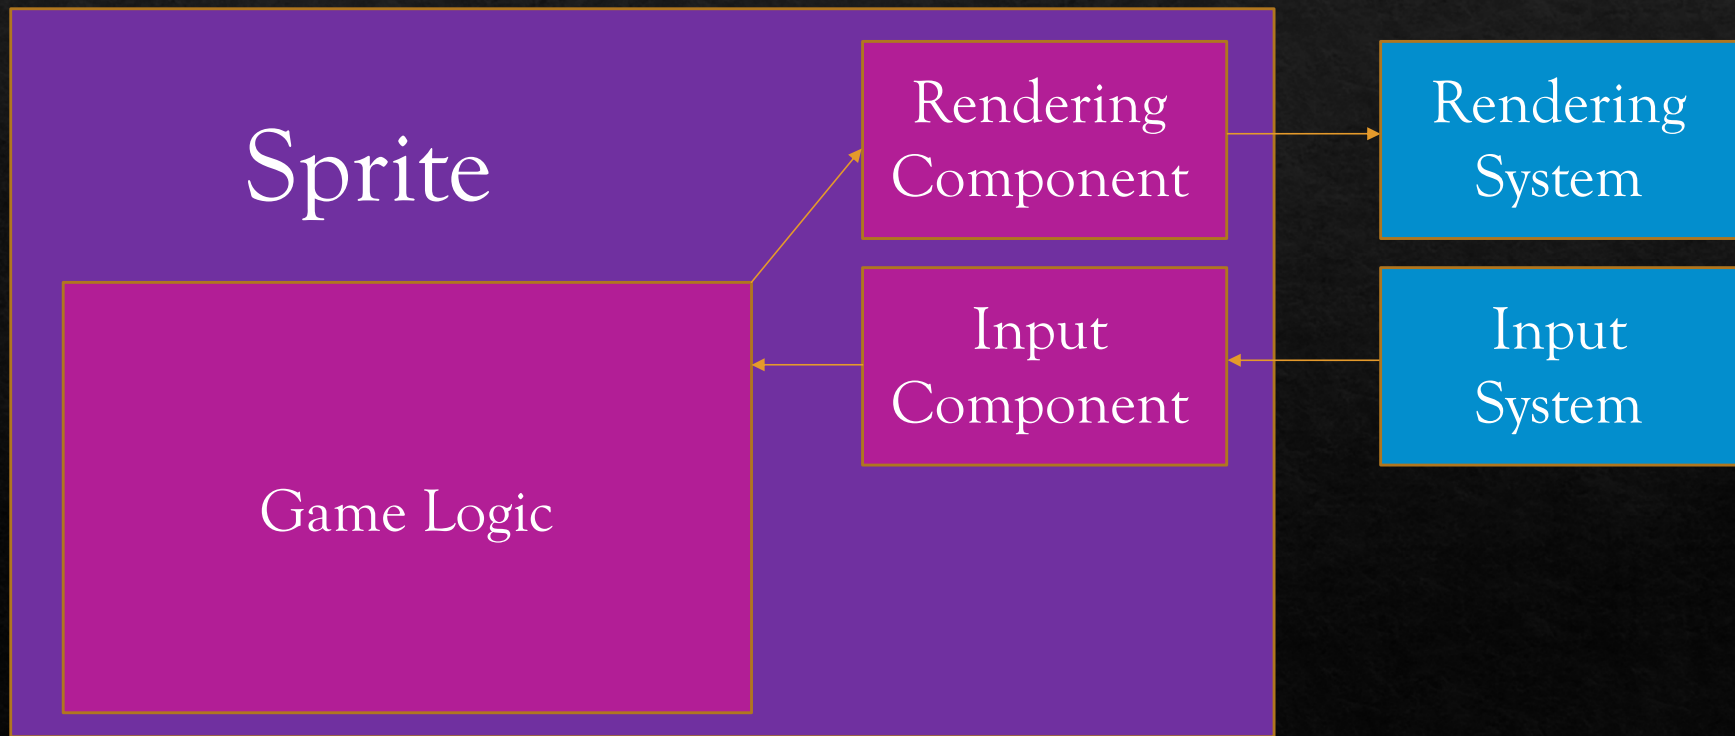 Sprite
Rendering
Component
Rendering
System
Input
Component
Input
System
Game Logic